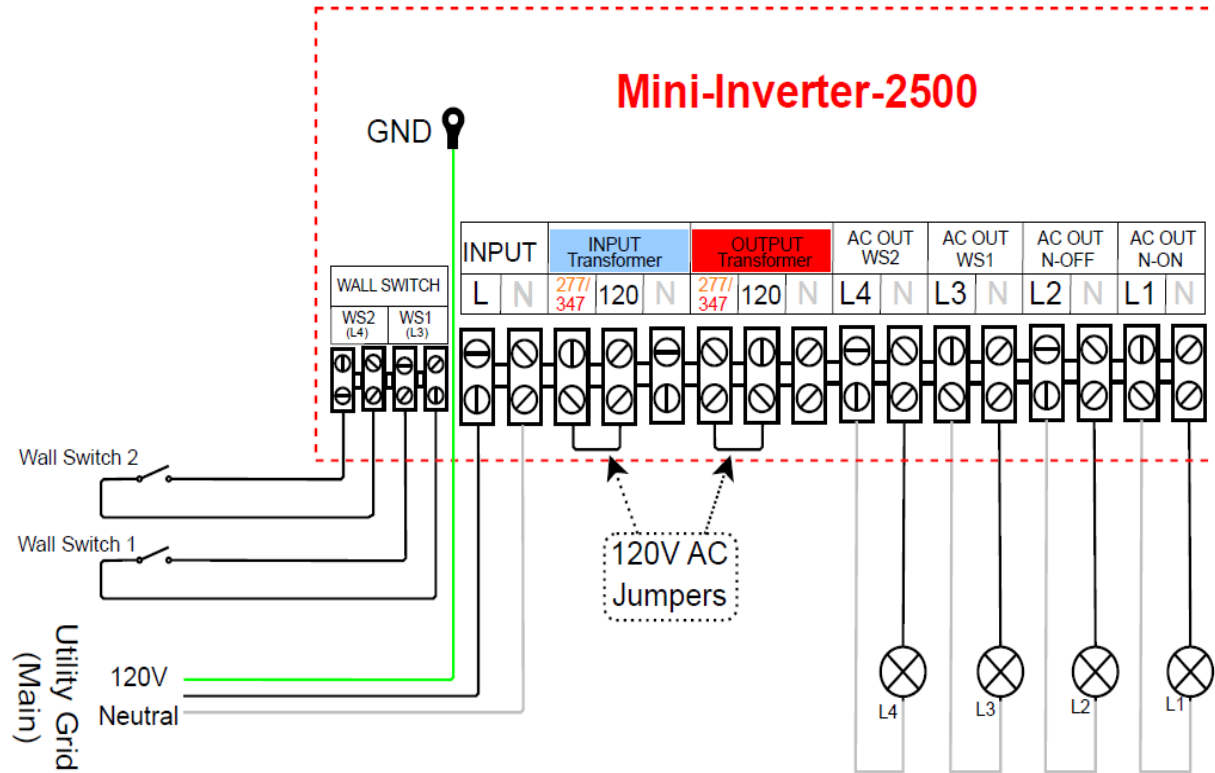 Mini-Inverter-2500
GND
INPUT
INPUT
Transformer
OUTPUT
Transformer
AC OUT
WS2
AC OUT
WS1
AC OUT
N-OFF
AC OUT
N-ON
L N 277/ 120 N 277/ 120 N L4 N L3 N L2 N L1 N
347 347
WALL SWITCH
WS2 WS1
(L4) (L3)
Wall Switch 2
Wall Switch 1
120V AC
Jumpers
Utility Grid
(Main)
120V
Neutral
L4 L3 L2 L1